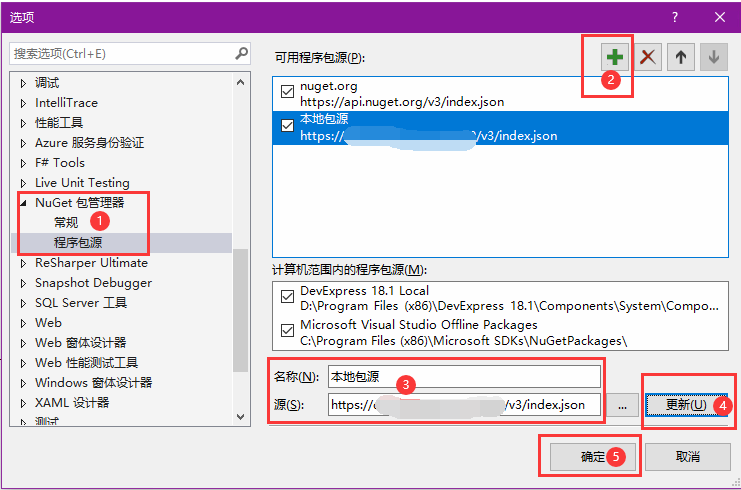 选项
搜索选项(Ctrl+E)
调试
IntelliTrace
性能工具
Azure 服务身份验证
F# Tools
Live Unit Testing
NuGet 包管理器
常规
1
程序包源
ReSharper Ultimate
Snapshot Debugger
SQL Server 工具
Web
Web 窗体设计器
Web 性能测试工具
Windows 窗体设计器
XAML 设计器
测试
可用程序包源(P):
2
nuget.org
https://api.nuget.org/v3/index.json
本地包源
https:/ /v3/index.json
计算机范围内的程序包源(M):
DevExpress 18.1 Local
D:\Program Files (x86)\DevExpress 18.1\Components\System\Compo...
Microsoft Visual Studio Offline Packages
C:\Program Files (x86)\Microsoft SDKs\NuGetPackages\
名称(N): 本地包源
3
源(S): https:/ /v3/index.json ... 更新(U) 4
确定 5 取消